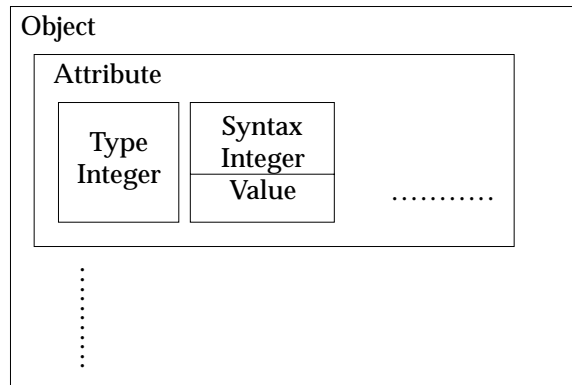 Object
Attribute
Type
Integer
Syntax
Integer
Value
...........